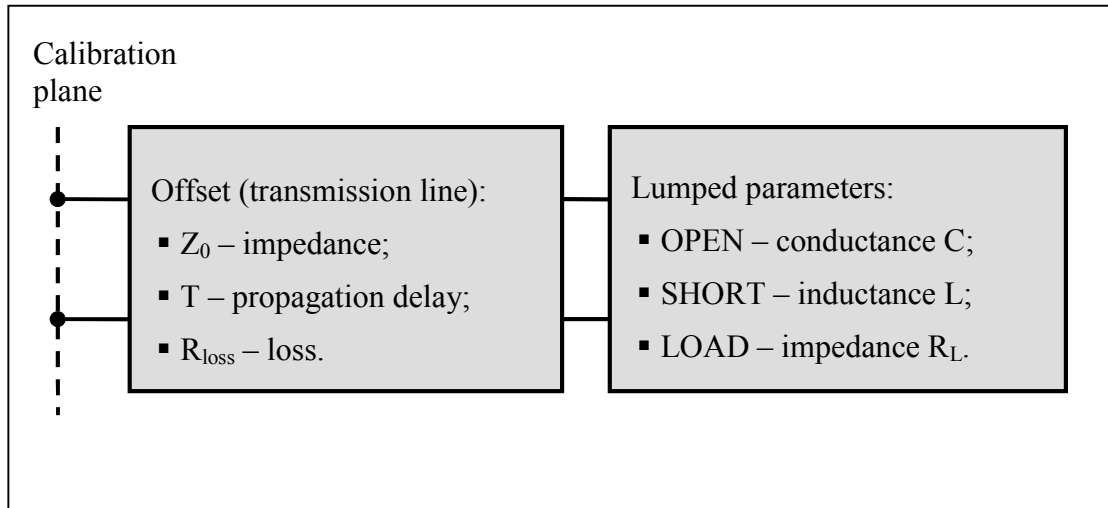 Calibration
plane
Offset (transmission line):
▪ Z₀ – impedance;
▪ T – propagation delay;
▪ Rₗₒₛₛ – loss.
Lumped parameters:
▪ OPEN – conductance C;
▪ SHORT – inductance L;
▪ LOAD – impedance R_L.